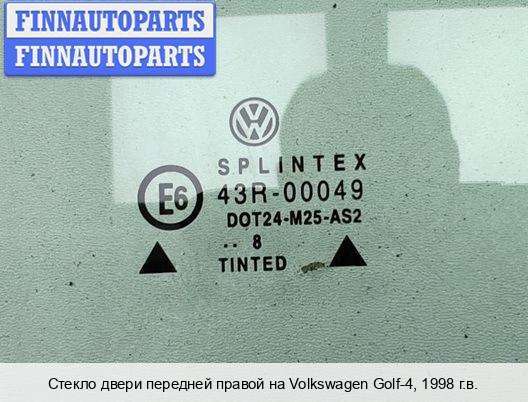 FINNAUTOPARTS
FINNAUTOPARTS
SPLINTEX
E6
43R-00049
DOT24-M25-AS2
.. 8
TINTED
Стекло двери передней правой на Volkswagen Golf-4, 1998 г.в.